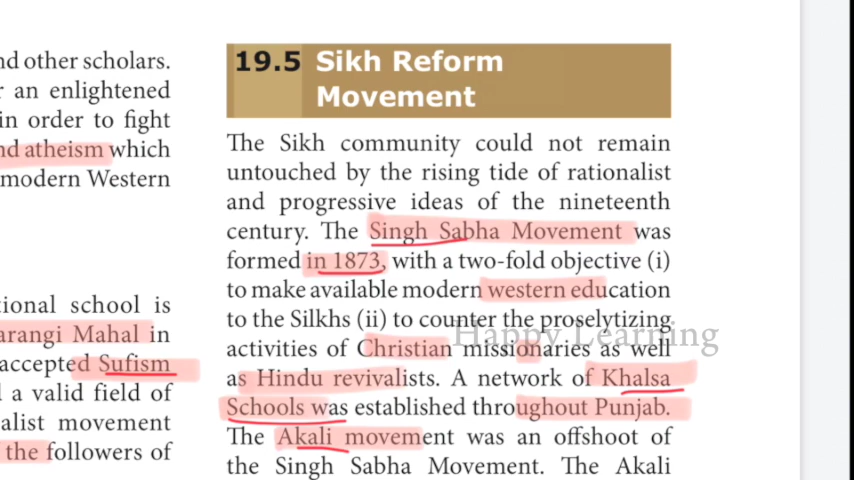 nd other scholars.
r an enlightened
in order to fight
nd atheism which
modern Western
ional school is
arangi Mahal in
accepted Sufism
d a valid field of
alist movement
the followers of
19.5 Sikh Reform
Movement
The Sikh community could not remain
untouched by the rising tide of rationalist
and progressive ideas of the nineteenth
century. The Singh Sabha Movement was
formed in 1873, with a two-fold objective (i)
to make available modern western education
to the Silkhs (ii) to counter the proselytizing
activities of Christian missionaries as well
as Hindu revivalists. A network of Khalsa
Schools was established throughout Punjab.
The Akali movement was an offshoot of
the Singh Sabha Movement. The Akali
Happy Learning